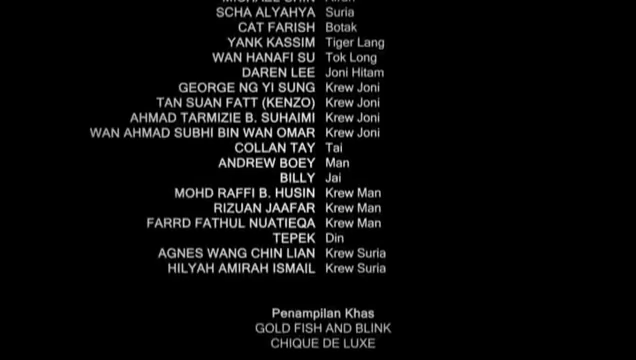 SCHA ALYAHYA Suria
CAT FARISH Botak
YANK KASSIM Tiger Lang
WAN HANAFI SU Tok Long
DAREN LEE Joni Hitam
GEORGE NG YI SUNG Krew Joni
TAN SUAN FATT (KENZO) Krew Joni
AHMAD TARMIZIE B. SUHAIMI Krew Joni
WAN AHMAD SUBHI BIN WAN OMAR Krew Joni
COLLAN TAY Tai
ANDREW BOEY Man
BILLY Jai
MOHD RAFFI B. HUSIN Krew Man
RIZUAN JAAFAR Krew Man
FARRD FATHUL NUATIEQA Krew Man
TEPEK Din
AGNES WANG CHIN LIAN Krew Suria
HILYAH AMIRAH ISMAIL Krew Suria
Penampilan Khas
GOLD FISH AND BLINK
CHIQUE DE LUXE